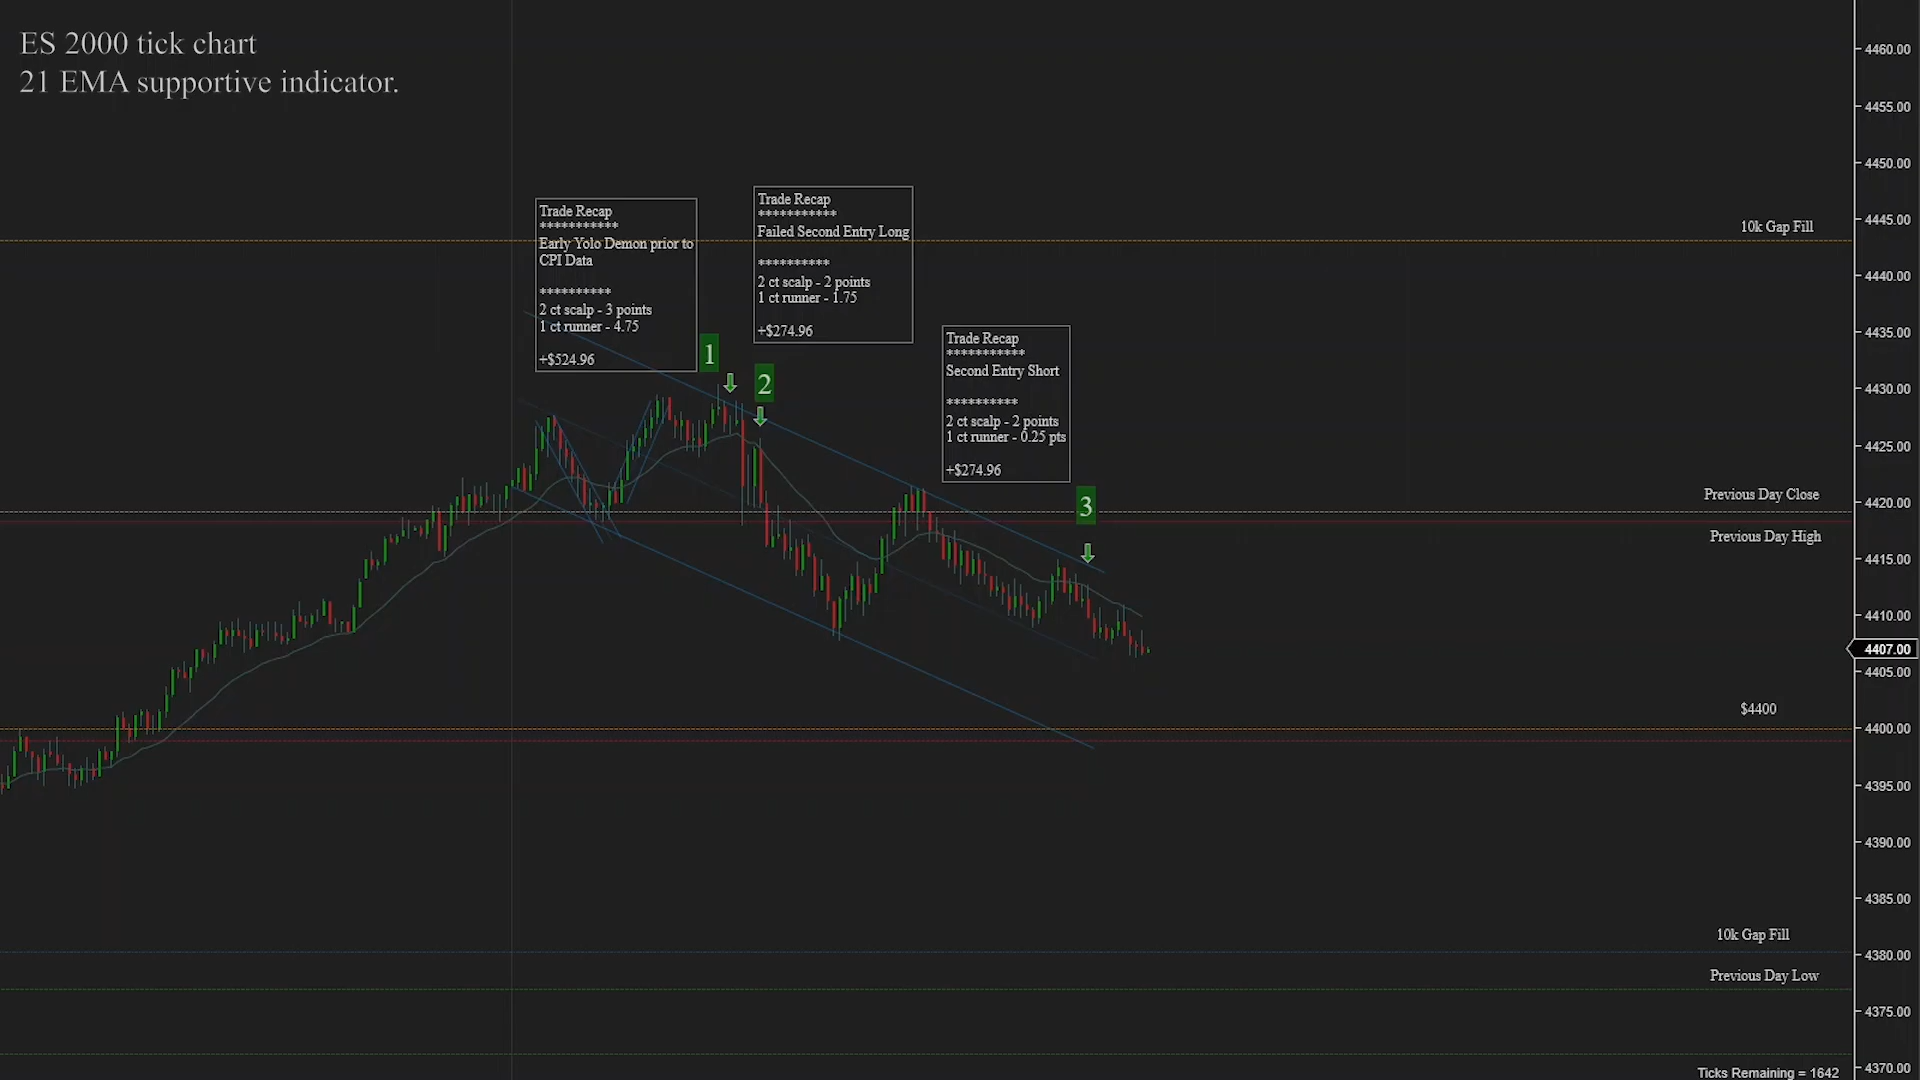 ES 2000 tick chart
21 EMA supportive indicator.
Trade Recap
***********
Early Yolo Demon prior to
CPI Data
**********
2 ct scalp - 3 points
1 ct runner - 4.75
+$524.96
1
Trade Recap
***********
Failed Second Entry Long
**********
2 ct scalp - 2 points
1 ct runner - 1.75
+$274.96
2
Trade Recap
***********
Second Entry Short
**********
2 ct scalp - 2 points
1 ct runner - 0.25 pts
+$274.96
3
10k Gap Fill
Previous Day Close
Previous Day High
$4400
10k Gap Fill
Previous Day Low
4460.00
4455.00
4450.00
4445.00
4440.00
4435.00
4430.00
4425.00
4420.00
4415.00
4410.00
4407.00
4405.00
4400.00
4395.00
4390.00
4385.00
4380.00
4375.00
4370.00
Ticks Remaining = 1642